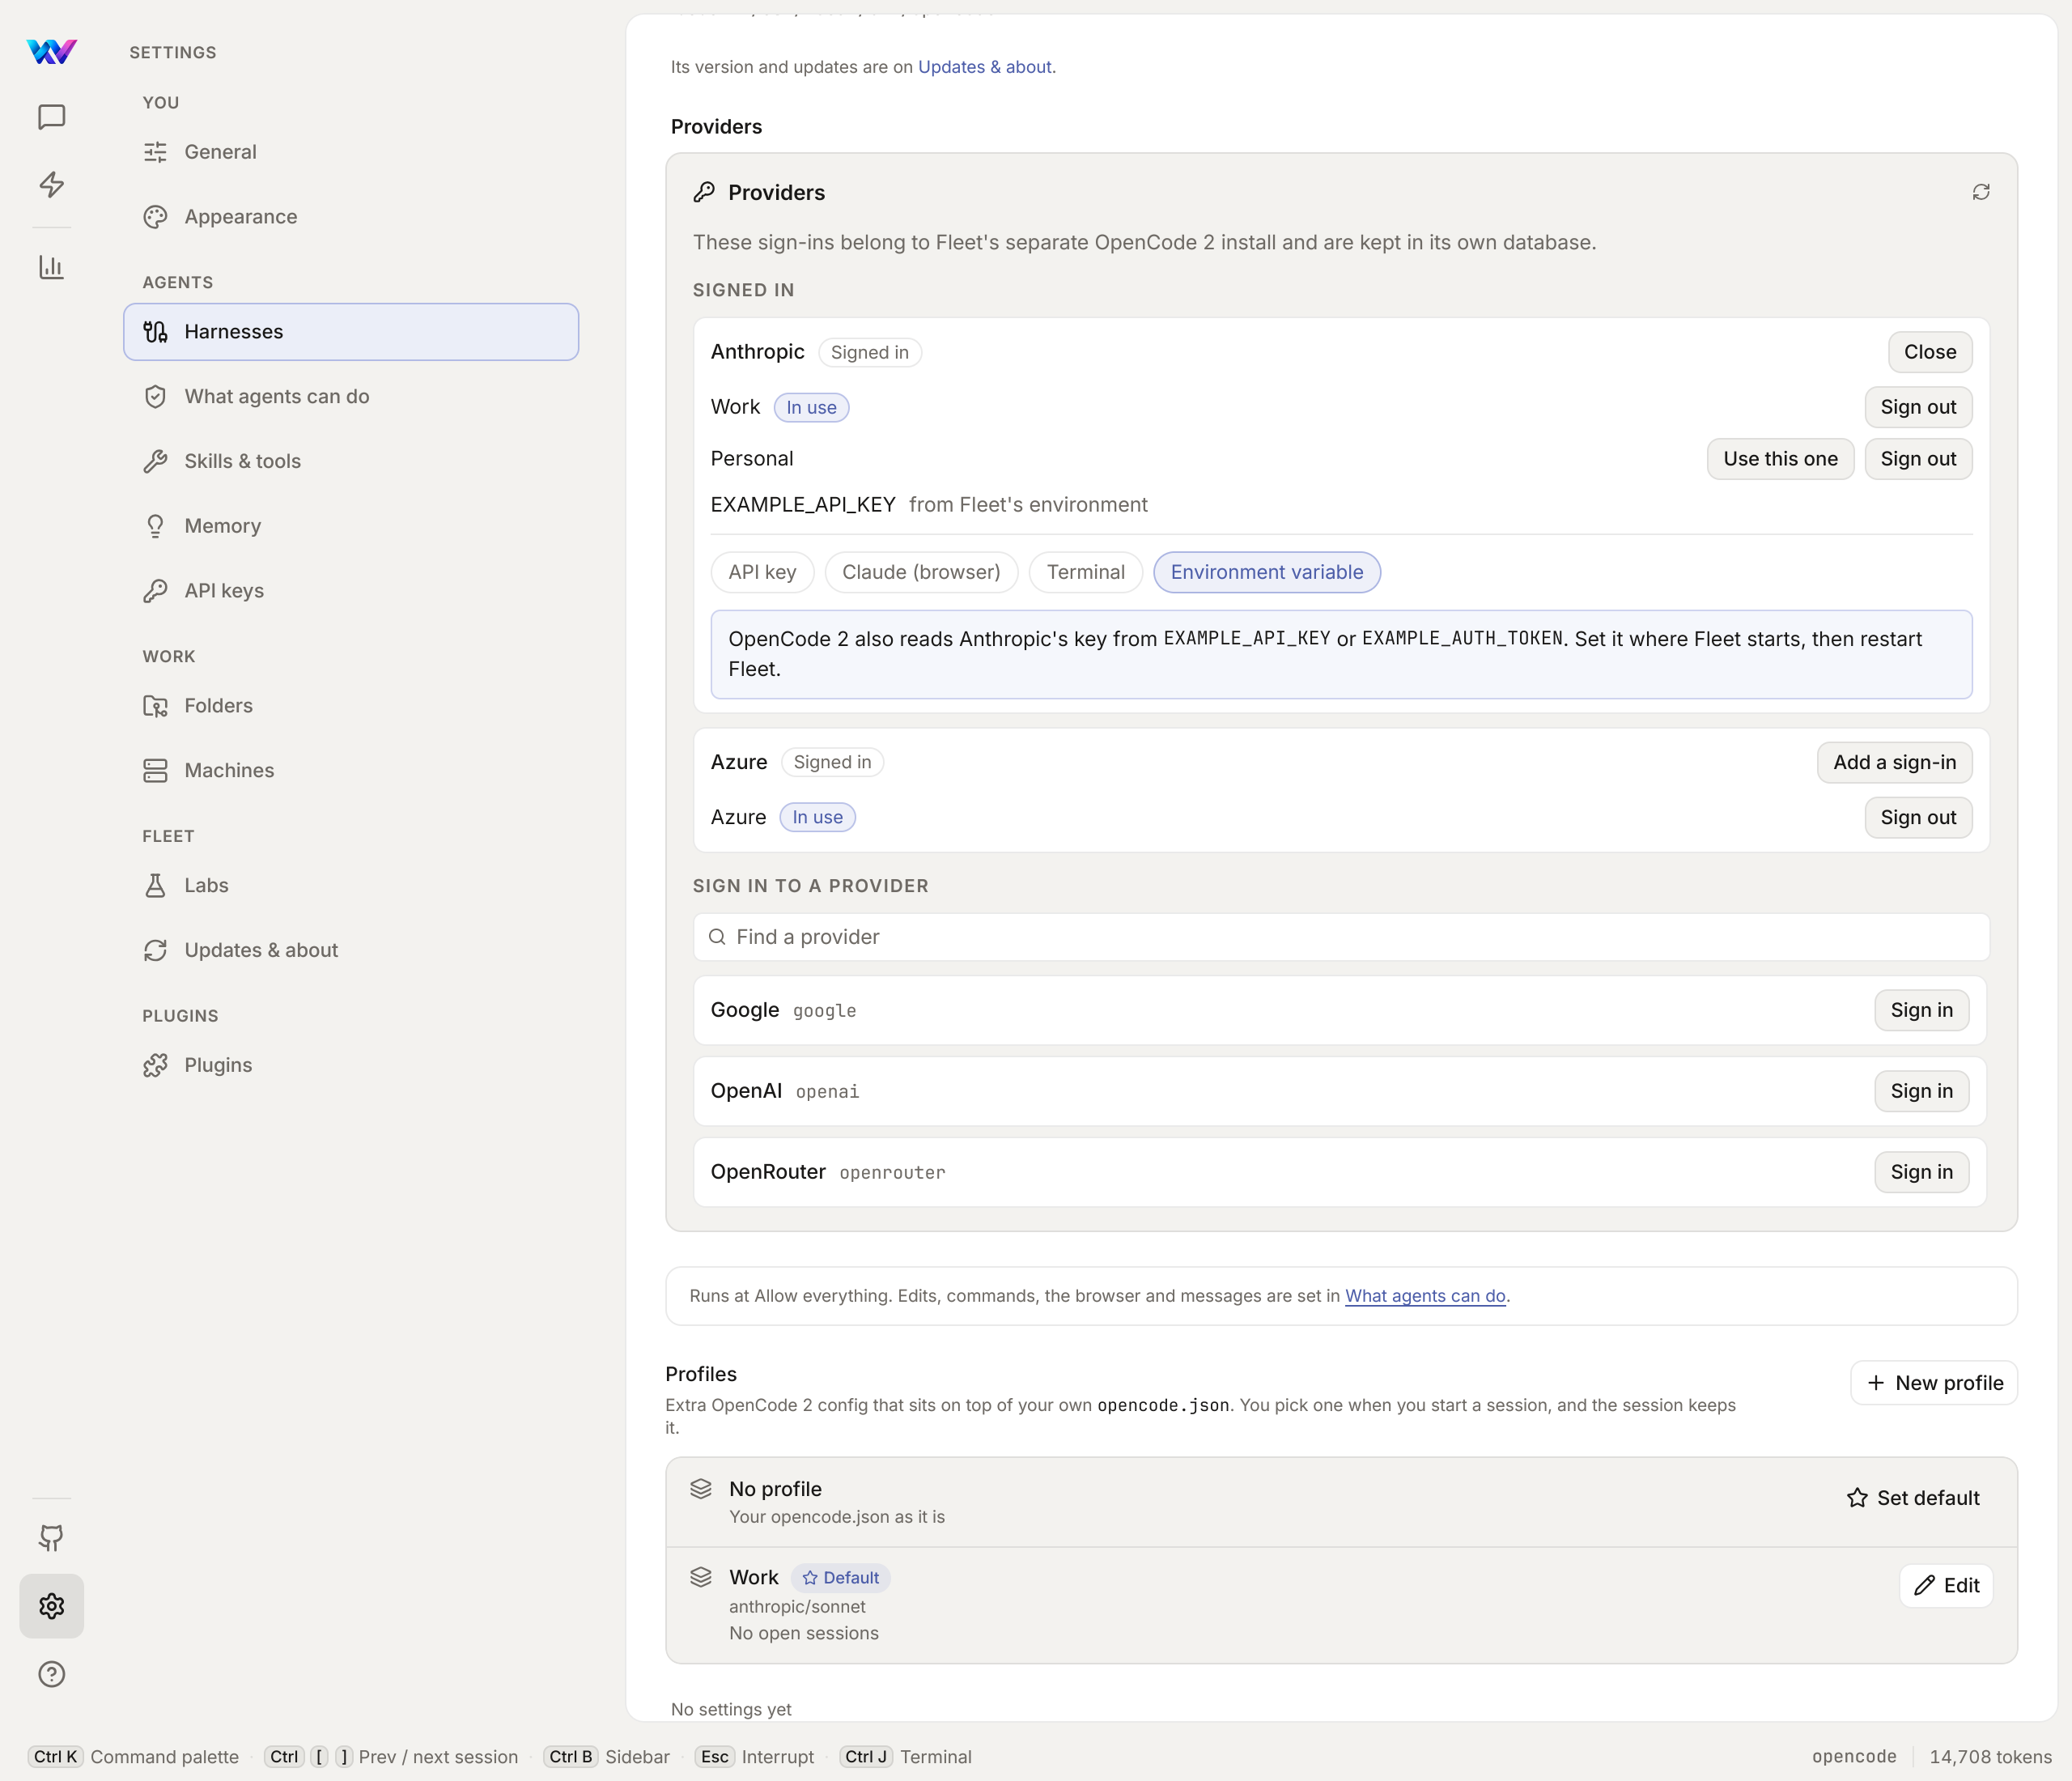 SETTINGS
YOU
General
Appearance
AGENTS
Harnesses
What agents can do
Skills & tools
Memory
API keys
WORK
Folders
Machines
FLEET
Labs
Updates & about
PLUGINS
Plugins
Its version and updates are on Updates & about.
Providers
Providers
These sign-ins belong to Fleet's separate OpenCode 2 install and are kept in its own database.
SIGNED IN
Anthropic Signed in Close
Work In use Sign out
Personal Use this one Sign out
EXAMPLE_API_KEY from Fleet's environment
API key Claude (browser) Terminal Environment variable
OpenCode 2 also reads Anthropic's key from EXAMPLE_API_KEY or EXAMPLE_AUTH_TOKEN. Set it where Fleet starts, then restart
Fleet.
Azure Signed in Add a sign-in
Azure In use Sign out
SIGN IN TO A PROVIDER
Find a provider
Google google Sign in
OpenAI openai Sign in
OpenRouter openrouter Sign in
Runs at Allow everything. Edits, commands, the browser and messages are set in What agents can do.
Profiles
New profile
Extra OpenCode 2 config that sits on top of your own opencode.json. You pick one when you start a session, and the session keeps
it.
No profile
Set default
Your opencode.json as it is
Work Default
Edit
anthropic/sonnet
No open sessions
No settings yet
Ctrl K Command palette · Ctrl [ ] Prev / next session · Ctrl B Sidebar · Esc Interrupt · Ctrl J Terminal
opencode 14,708 tokens